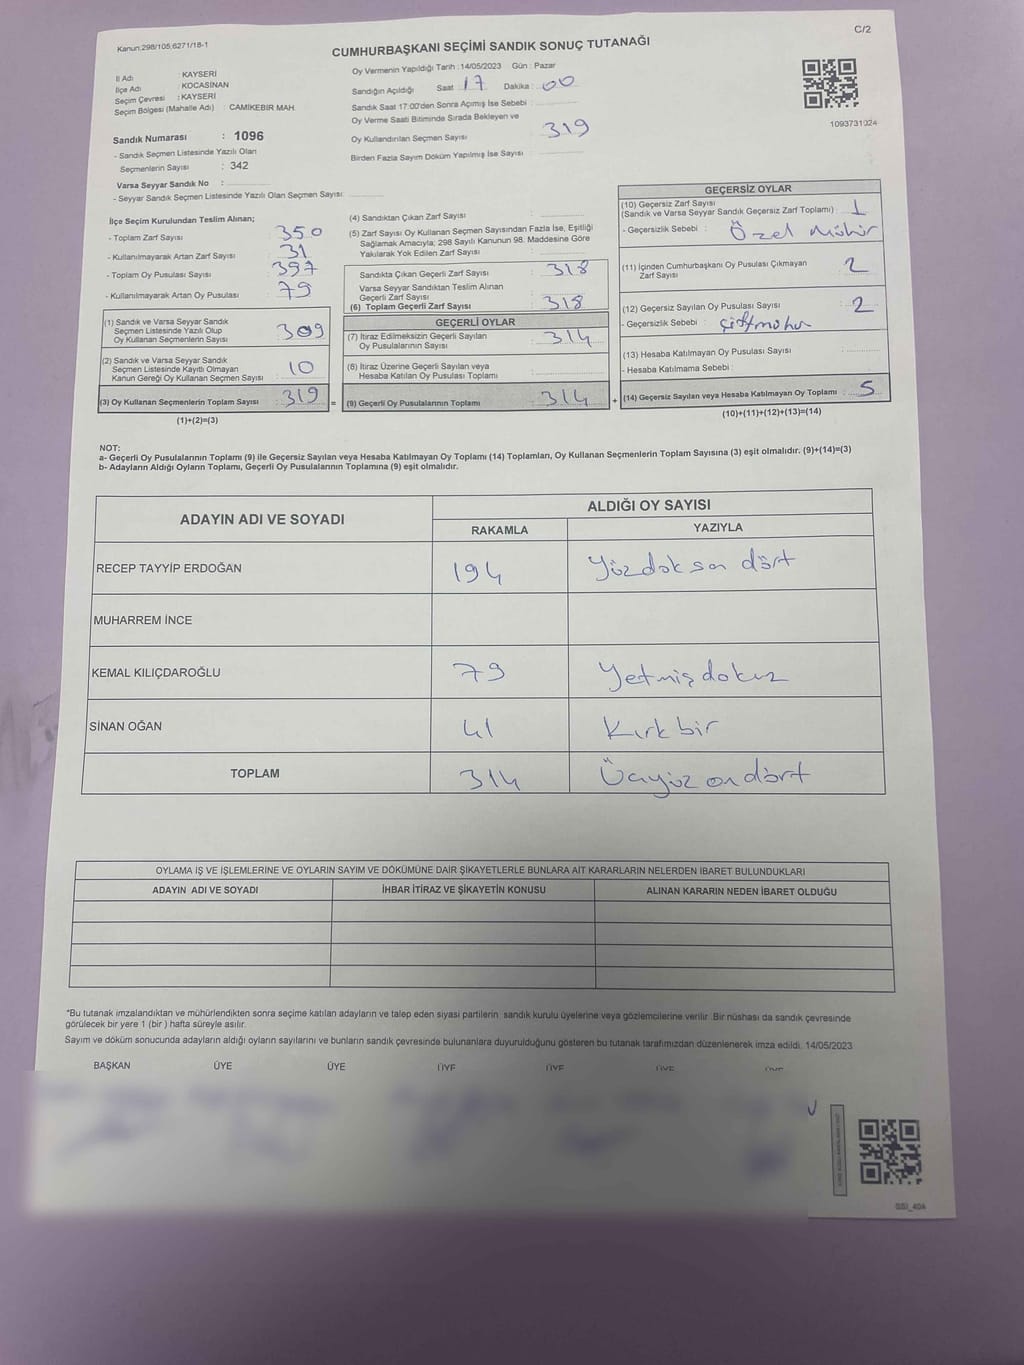 Kanun:298/105;6271/18-1
C/2
CUMHURBAŞKANI SEÇİMİ SANDIK SONUÇ TUTANAĞI
İl Adı : KAYSERİ
İlçe Adı : KOCASİNAN
Seçim Çevresi : KAYSERİ
Seçim Bölgesi (Mahalle Adı) : CAMİKEBİR MAH.
Sandık Numarası : 1096
- Sandık Seçmen Listesinde Yazılı Olan
Seçmenlerin Sayısı : 342
Varsa Seyyar Sandık No :
- Seyyar Sandık Seçmen Listesinde Yazılı Olan Seçmen Sayısı:
Oy Vermenin Yapıldığı Tarih :14/05/2023 Gün : Pazar
Sandığın Açıldığı Saat 17 Dakika : 00
Sandık Saat 17:00'den Sonra Açılmış İse Sebebi :
Oy Verme Saati Bitiminde Sırada Bekleyen ve
Oy Kullandırılan Seçmen Sayısı 319
Birden Fazla Sayım Döküm Yapılmış İse Sayısı :
1093731024
İlçe Seçim Kurulundan Teslim Alınan;
- Toplam Zarf Sayısı 350
- Kullanılmayarak Artan Zarf Sayısı 31
- Toplam Oy Pusulası Sayısı 397
- Kullanılmayarak Artan Oy Pusulası 79
(1) Sandık ve Varsa Seyyar Sandık
Seçmen Listesinde Yazılı Olup
Oy Kullanan Seçmenlerin Sayısı 309
(2) Sandık ve Varsa Seyyar Sandık
Seçmen Listesinde Kayıtlı Olmayan
Kanun Gereği Oy Kullanan Seçmen Sayısı 10
(3) Oy Kullanan Seçmenlerin Toplam Sayısı 319 =
(1)+(2)=(3)
(4) Sandıktan Çıkan Zarf Sayısı :
(5) Zarf Sayısı Oy Kullanan Seçmen Sayısından Fazla İse, Eşitliği
Sağlamak Amacıyla; 298 Sayılı Kanunun 98. Maddesine Göre
Yakılarak Yok Edilen Zarf Sayısı :
Sandıkta Çıkan Geçerli Zarf Sayısı 318
Varsa Seyyar Sandıktan Teslim Alınan
Geçerli Zarf Sayısı
(6) Toplam Geçerli Zarf Sayısı 318
GEÇERLİ OYLAR
(7) İtiraz Edilmeksizin Geçerli Sayılan
Oy Pusulalarının Sayısı 314
(8) İtiraz Üzerine Geçerli Sayılan veya
Hesaba Katılan Oy Pusulası Toplamı
(9) Geçerli Oy Pusulalarının Toplamı 314 +
GEÇERSİZ OYLAR
(10) Geçersiz Zarf Sayısı
(Sandık ve Varsa Seyyar Sandık Geçersiz Zarf Toplamı) : 1
- Geçersizlik Sebebi : Özel Mühür
(11) İçinden Cumhurbaşkanı Oy Pusulası Çıkmayan
Zarf Sayısı 2
(12) Geçersiz Sayılan Oy Pusulası Sayısı 2
- Geçersizlik Sebebi :
(13) Hesaba Katılmayan Oy Pusulası Sayısı
- Hesaba Katılmama Sebebi :
(14) Geçersiz Sayılan veya Hesaba Katılmayan Oy Toplamı : 5
(10)+(11)+(12)+(13)=(14)
NOT:
a- Geçerli Oy Pusulalarının Toplamı (9) ile Geçersiz Sayılan veya Hesaba Katılmayan Oy Toplamı (14) Toplamları, Oy Kullanan Seçmenlerin Toplam Sayısına (3) eşit olmalıdır. (9)+(14)=(3)
b- Adayların Aldığı Oyların Toplamı, Geçerli Oy Pusulalarının Toplamına (9) eşit olmalıdır.
ADAYIN ADI VE SOYADI ALDIĞI OY SAYISI
RAKAMLA YAZIYLA
RECEP TAYYİP ERDOĞAN 194 Yüzdoksan dört
MUHARREM İNCE
KEMAL KILIÇDAROĞLU 79 Yetmişdokuz
SİNAN OĞAN 41 Kırk bir
TOPLAM 314 Üçyüz on dört
OYLAMA İŞ VE İŞLEMLERİNE VE OYLARIN SAYIM VE DÖKÜMÜNE DAİR ŞİKAYETLERLE BUNLARA AİT KARARLARIN NELERDEN İBARET BULUNDUKLARI
ADAYIN ADI VE SOYADI İHBAR İTİRAZ VE ŞİKAYETİN KONUSU ALINAN KARARIN NEDEN İBARET OLDUĞU
*Bu tutanak imzalandıktan ve mühürlendikten sonra seçime katılan adayların ve talep eden siyasi partilerin sandık kurulu üyelerine veya gözlemcilerine verilir. Bir nüshası da sandık çevresinde
görülecek bir yere 1 (bir) hafta süreyle asılır.
Sayım ve döküm sonucunda adayların aldığı oyların sayılarını ve bunların sandık çevresinde bulunanlara duyurulduğunu gösteren bu tutanak tarafımızdan düzenlenerek imza edildi. 14/05/2023
BAŞKAN ÜYE ÜYE ÜYE ÜYE ÜYE ÜYE